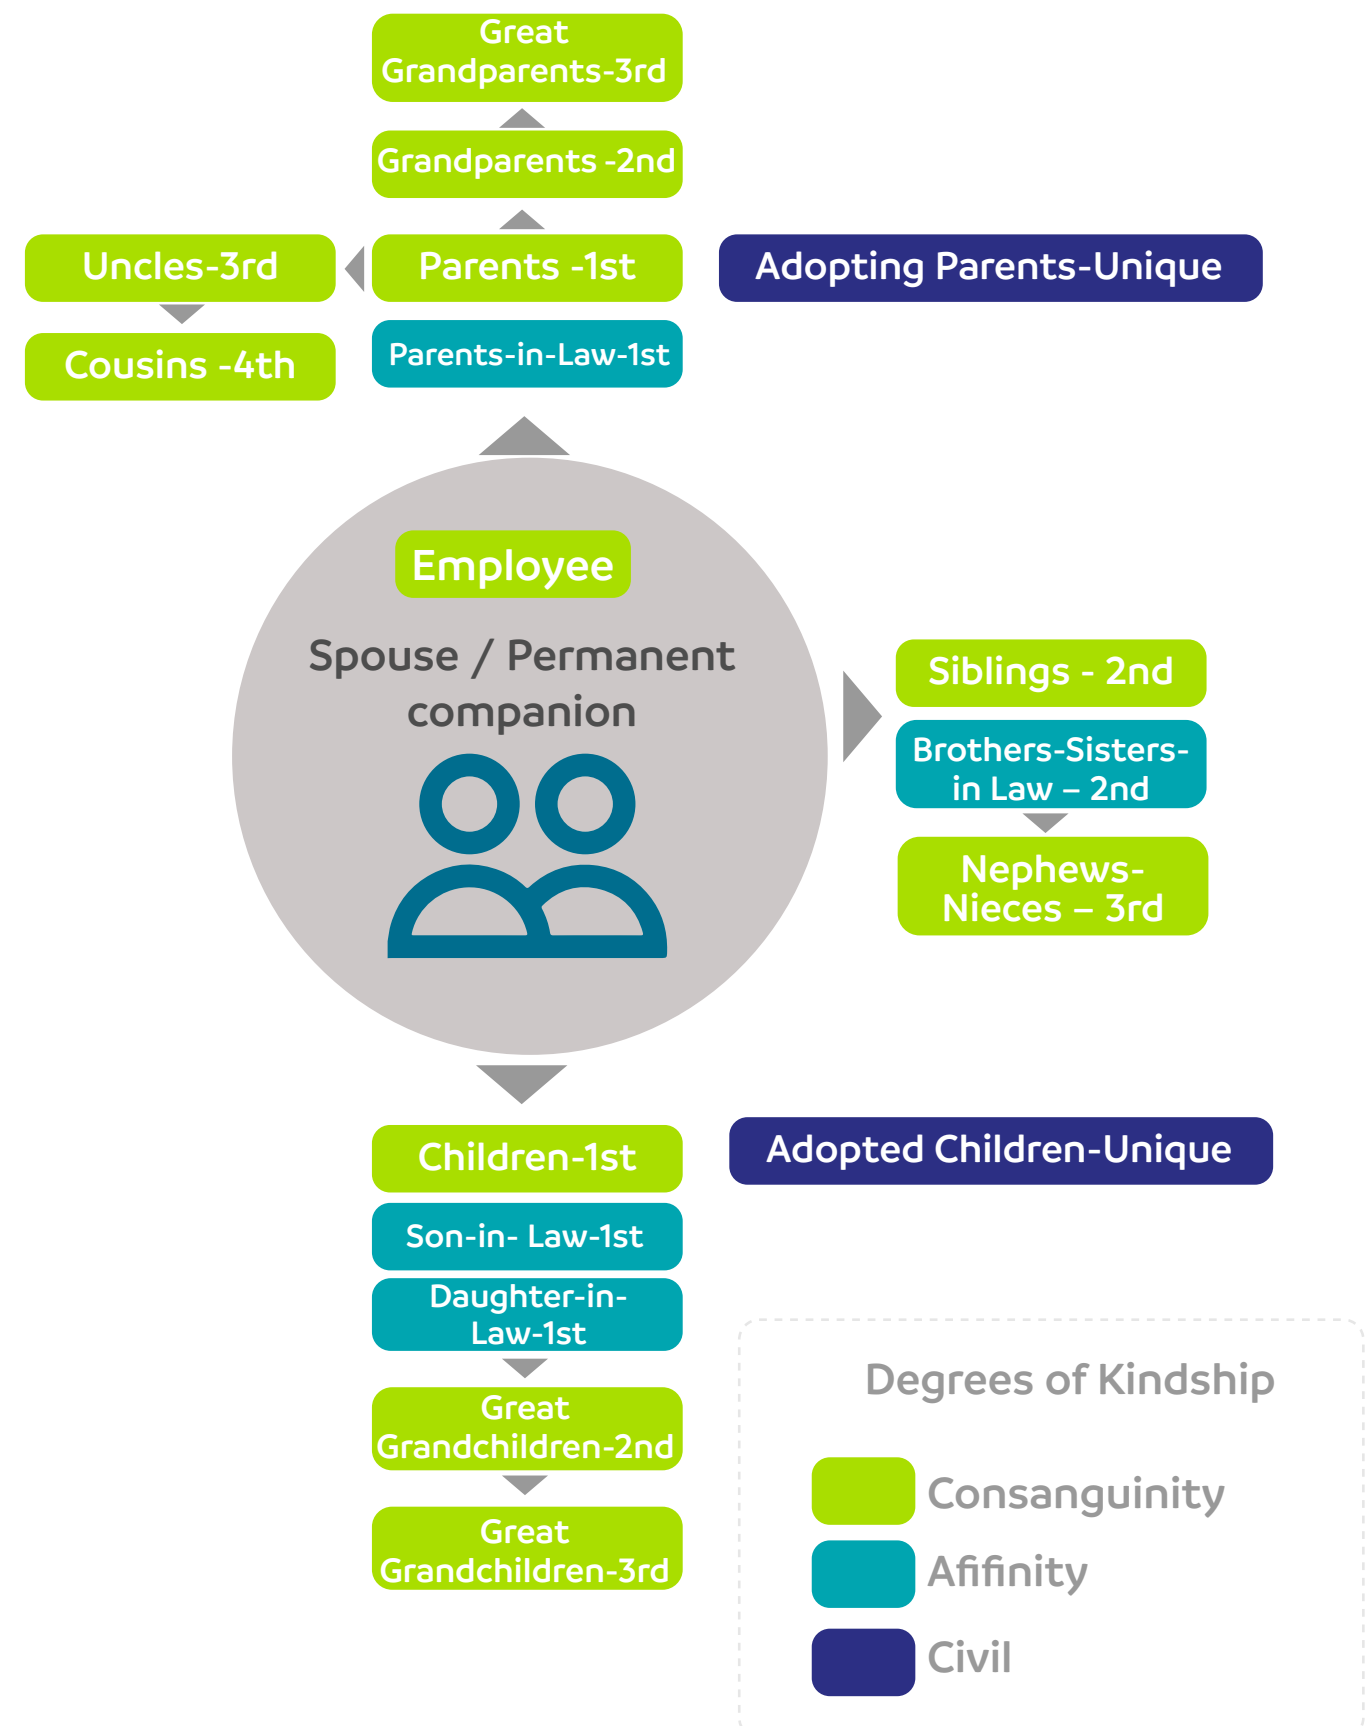 Great
Grandparents-3rd
Grandparents -2nd
Uncles-3rd
Parents -1st
Adopting Parents-Unique
Cousins -4th
Parents-in-Law-1st
Employee
Spouse / Permanent
companion
Siblings - 2nd
Brothers-Sisters-
in Law – 2nd
Nephews-
Nieces – 3rd
Children-1st
Adopted Children-Unique
Son-in- Law-1st
Daughter-in-
Law-1st
Great
Grandchildren-2nd
Great
Grandchildren-3rd
Degrees of Kindship
Consanguinity
Afifinity
Civil